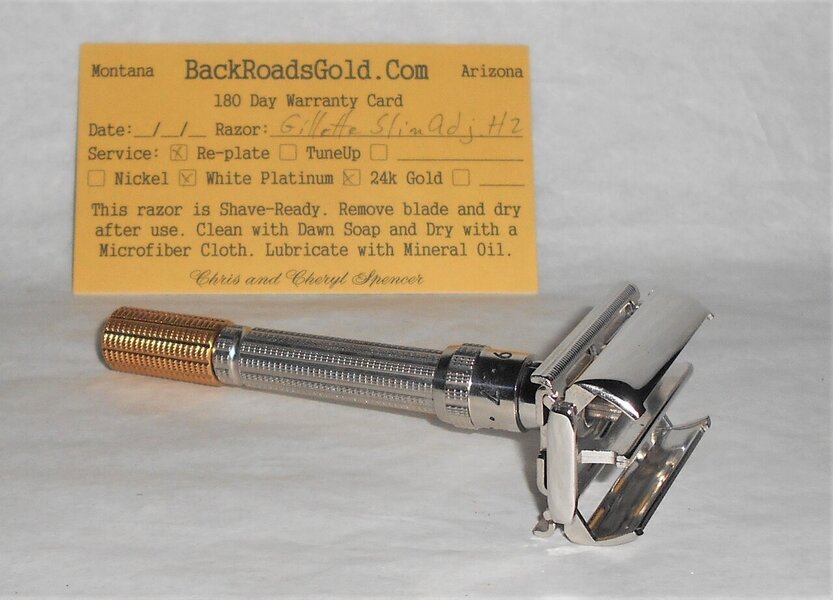 Montana BackRoadsGold.Com Arizona
180 Day Warranty Card
Date:_/_/_ Razor: Gillette Slim Adj H2
Service: ☒ Re-plate ☐ TuneUp ☐
☐ Nickel ☒ White Platinum ☒ 24k Gold ☐
This razor is Shave-Ready. Remove blade and dry
after use. Clean with Dawn Soap and Dry with a
Microfiber Cloth. Lubricate with Mineral Oil.
Chris and Cheryl Spencer